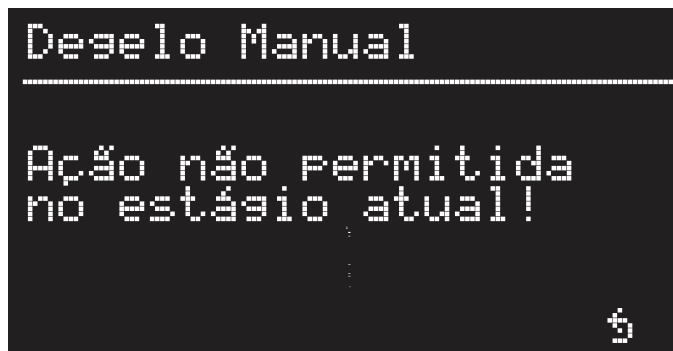 Degelo Manual
Ação não permitida
no estágio atual!